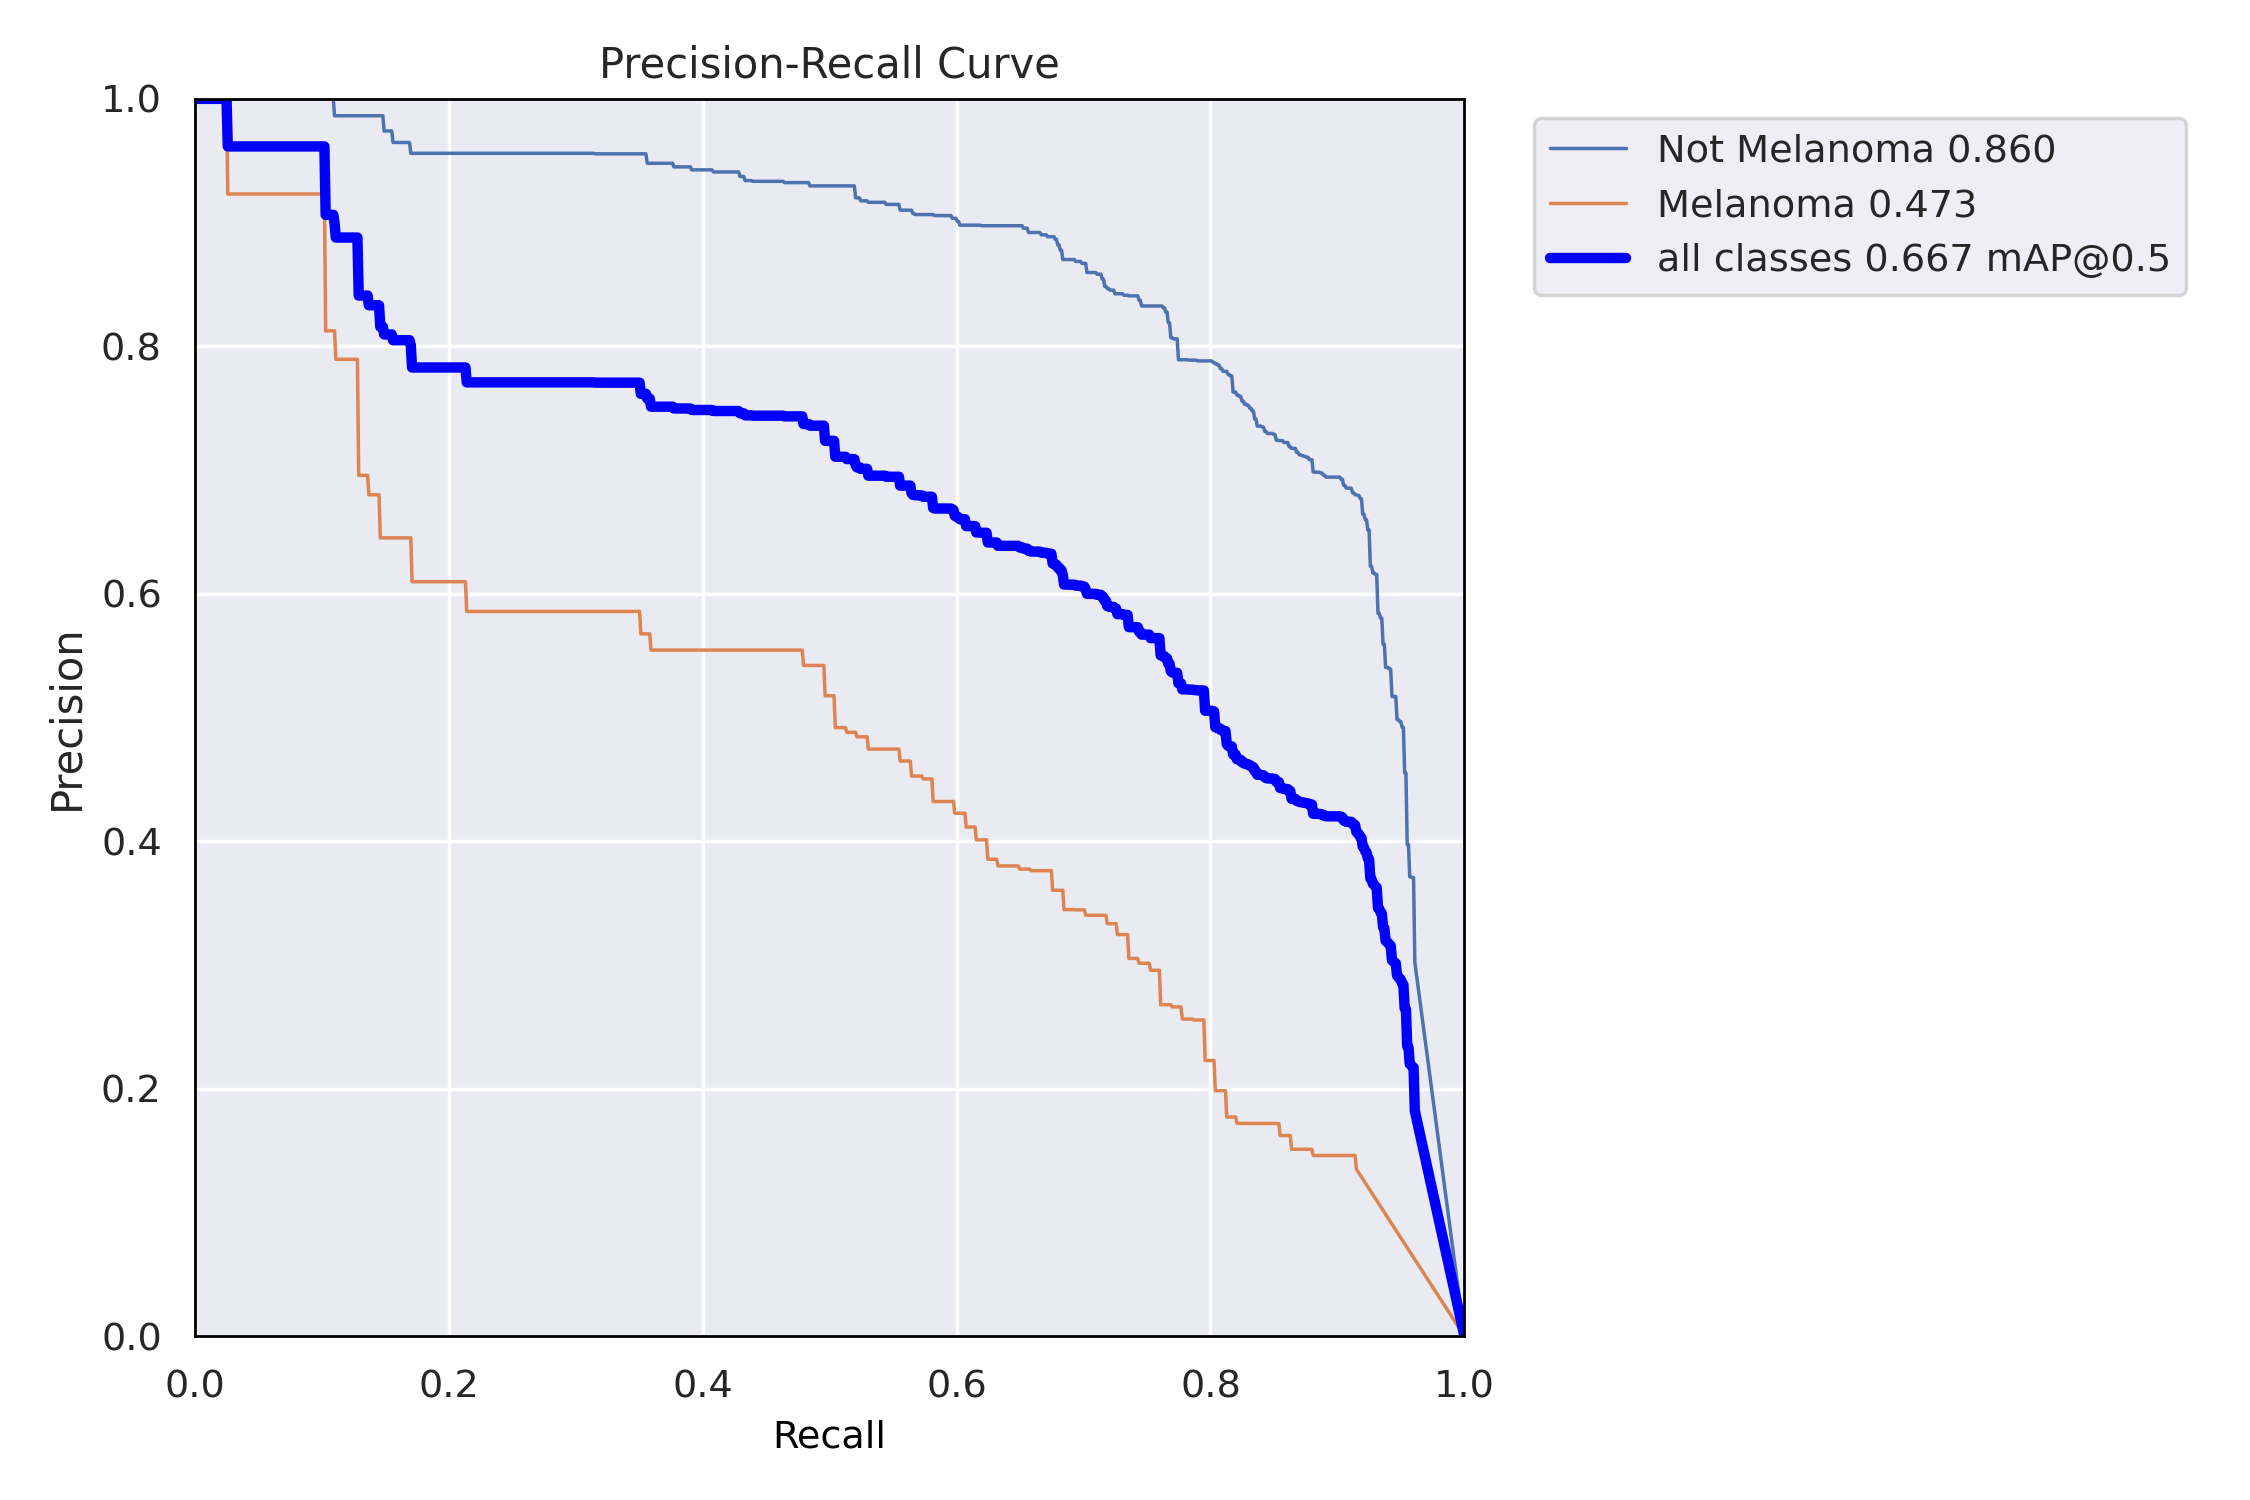 Precision-Recall Curve
Not Melanoma 0.860
Melanoma 0.473
all classes 0.667 mAP@0.5
Precision
1.0
0.8
0.6
0.4
0.2
0.0
0.0 0.2 0.4 0.6 0.8 1.0
Recall